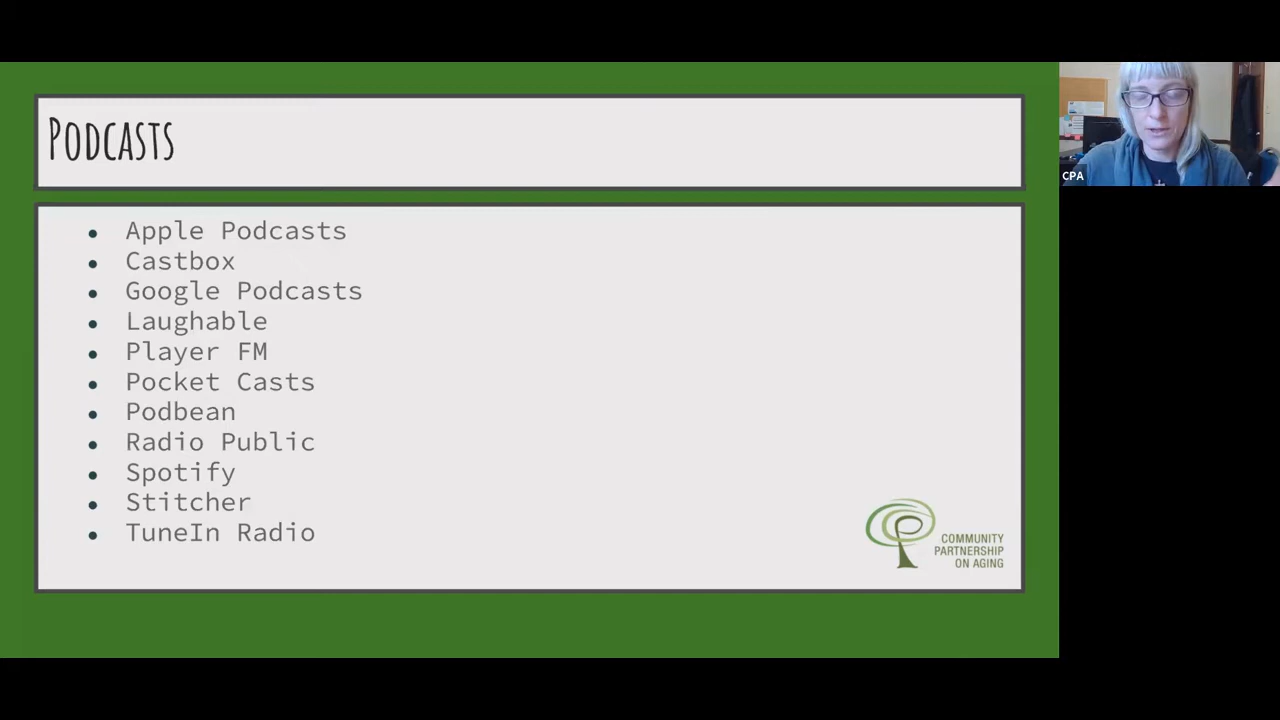 Podcasts
CPA
Apple Podcasts
Castbox
Google Podcasts
Laughable
Player FM
Pocket Casts
Podbean
Radio Public
Spotify
Stitcher
TuneIn Radio
COMMUNITY
PARTNERSHIP
ON AGING